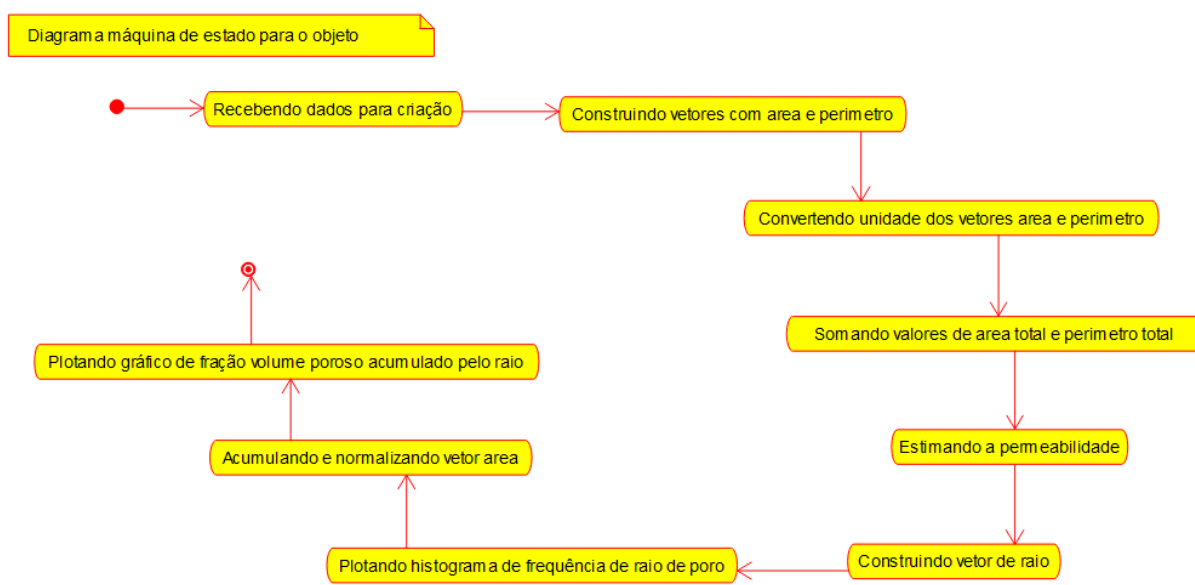 Diagrama máquina de estado para o objeto
Recebendo dados para criação
Construindo vetores com area e perimetro
Convertendo unidade dos vetores area e perimetro
Somando valores de area total e perimetro total
Estimando a permeabilidade
Construindo vetor de raio
Plotando histograma de frequência de raio de poro
Acumulando e normalizando vetor area
Plotando gráfico de fração volume poroso acumulado pelo raio